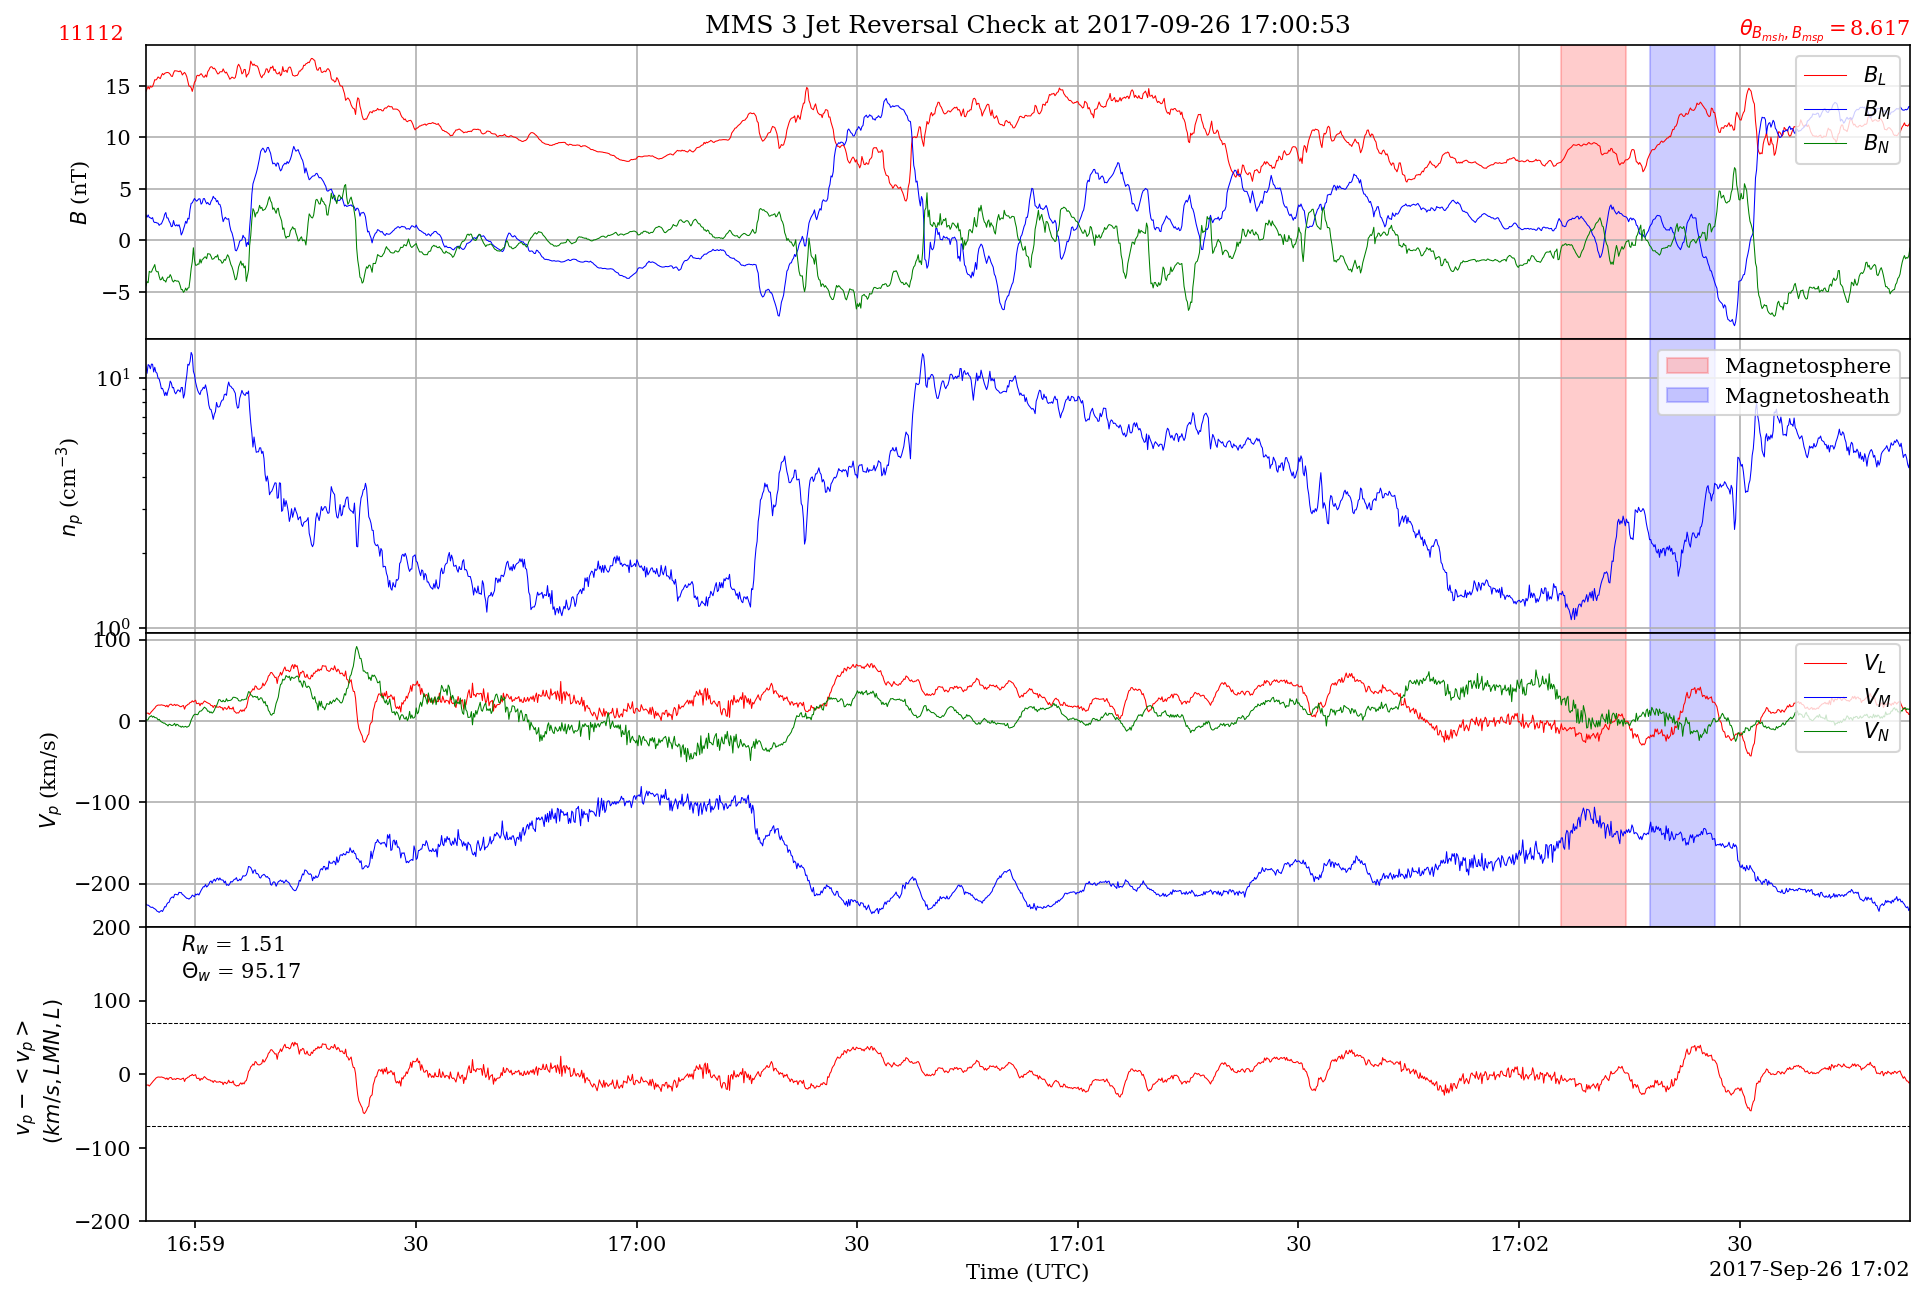 MMS 3 Jet Reversal Check at 2017-09-26 17:00:53
11112
θ_{B_{msh}, B_{msp}} = 8.617
B (nT)
15
10
5
0
−5
B_L
B_M
B_N
n_p (cm^{−3})
10^1
10^0
Magnetosphere
Magnetosheath
V_p (km/s)
100
0
−100
−200
V_L
V_M
V_N
v_p − < v_p >
(km/s, LMN, L)
200
100
0
−100
−200
R_w = 1.51
Θ_w = 95.17
16:59
30
17:00
30
17:01
30
17:02
30
Time (UTC)
2017-Sep-26 17:02